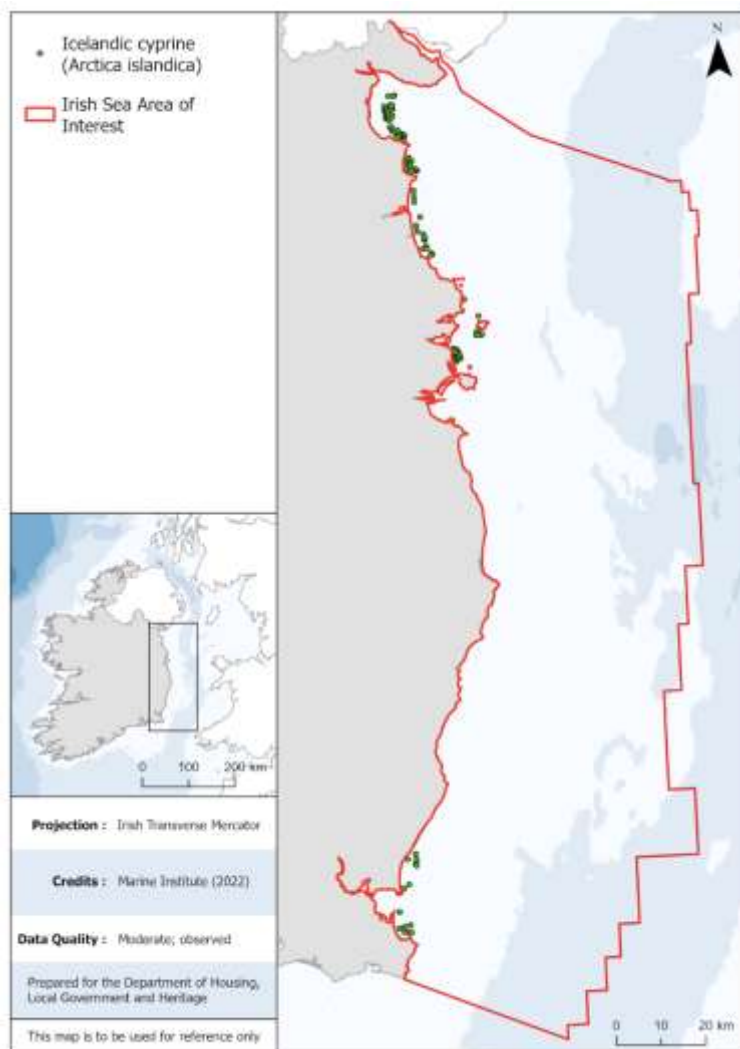 Icelandic cyprine
(Arctica islandica)
Irish Sea Area of
Interest
N
0 100 200 km
Projection : Irish Transverse Mercator
Credits : Marine Institute (2022)
Data Quality : Moderate; observed
Prepared for the Department of Housing,
Local Government and Heritage
This map is to be used for reference only
0 10 20 km